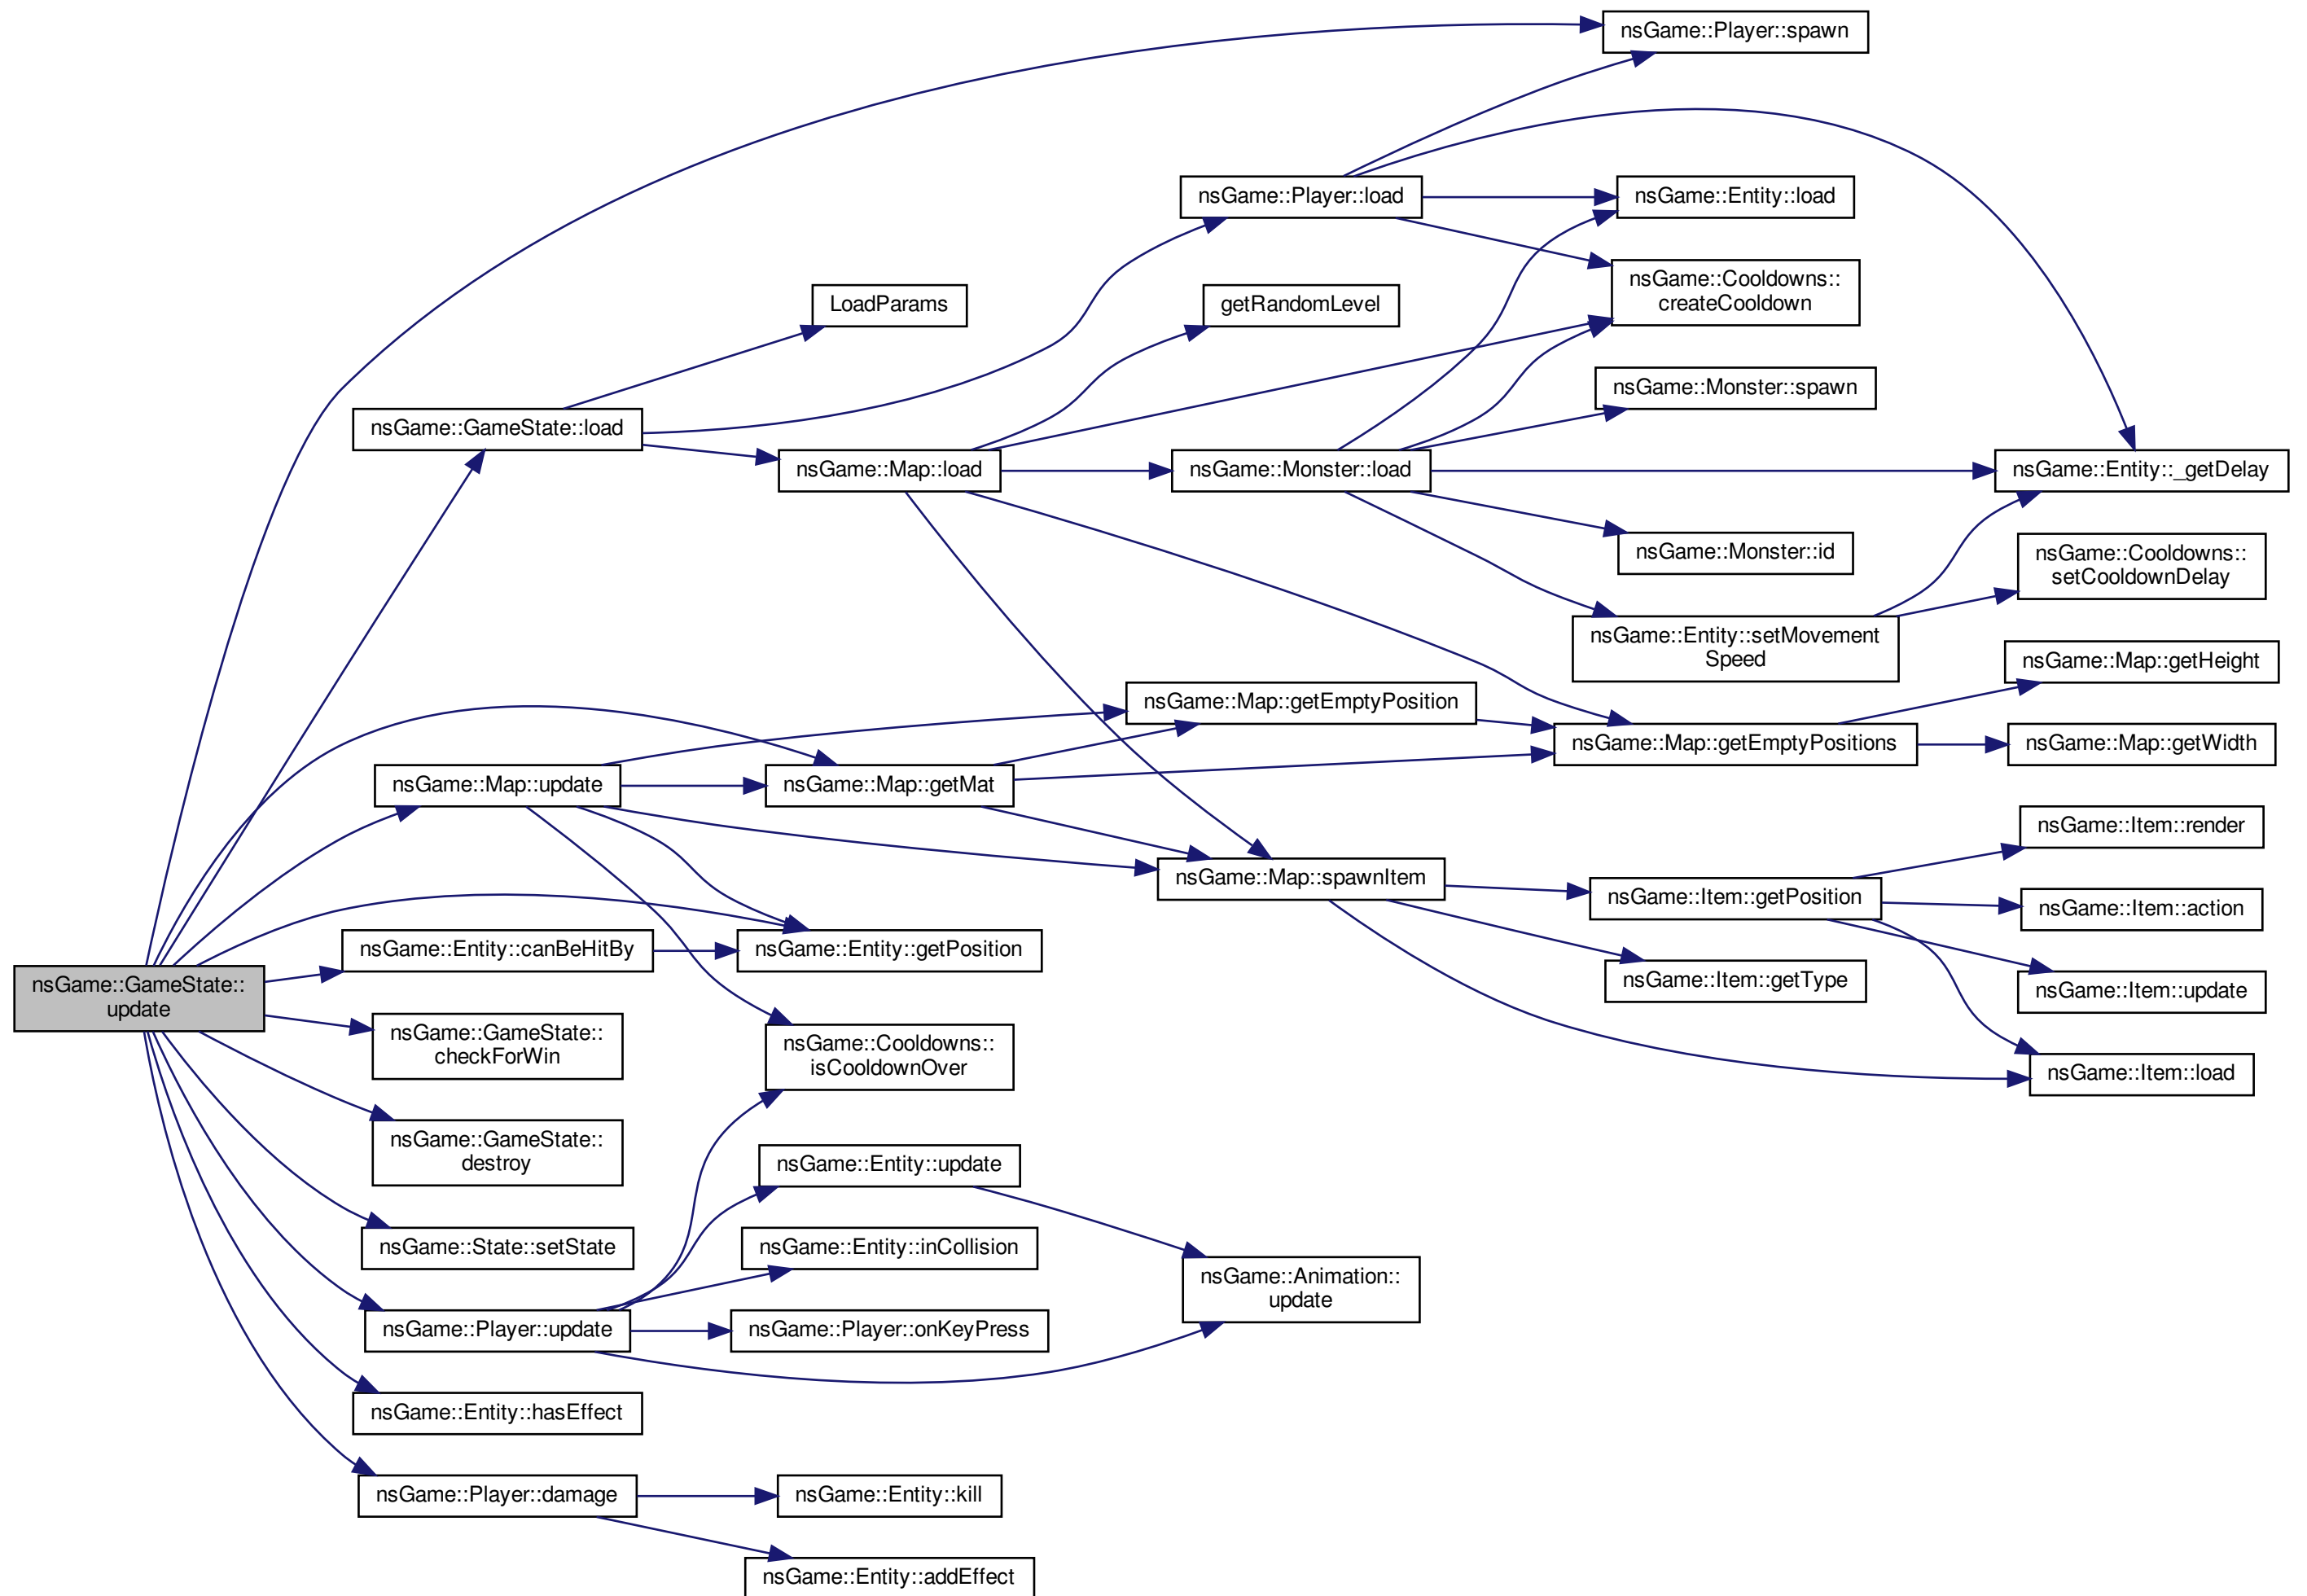 nsGame::Player::spawn
nsGame::Player::load
nsGame::Entity::load
nsGame::Cooldowns::
createCooldown
LoadParams
getRandomLevel
nsGame::Monster::spawn
nsGame::GameState::load
nsGame::Map::load
nsGame::Monster::load
nsGame::Entity::_getDelay
nsGame::Monster::id
nsGame::Cooldowns::
setCooldownDelay
nsGame::Entity::setMovement
Speed
nsGame::Map::getHeight
nsGame::Map::getEmptyPosition
nsGame::Map::getEmptyPositions
nsGame::Map::getWidth
nsGame::Map::update
nsGame::Map::getMat
nsGame::Item::render
nsGame::Map::spawnItem
nsGame::Item::getPosition
nsGame::Item::action
nsGame::Entity::canBeHitBy
nsGame::Entity::getPosition
nsGame::Item::getType
nsGame::Item::update
nsGame::GameState::
update
nsGame::GameState::
checkForWin
nsGame::Cooldowns::
isCooldownOver
nsGame::Item::load
nsGame::GameState::
destroy
nsGame::Entity::update
nsGame::State::setState
nsGame::Entity::inCollision
nsGame::Animation::
update
nsGame::Player::update
nsGame::Player::onKeyPress
nsGame::Entity::hasEffect
nsGame::Player::damage
nsGame::Entity::kill
nsGame::Entity::addEffect